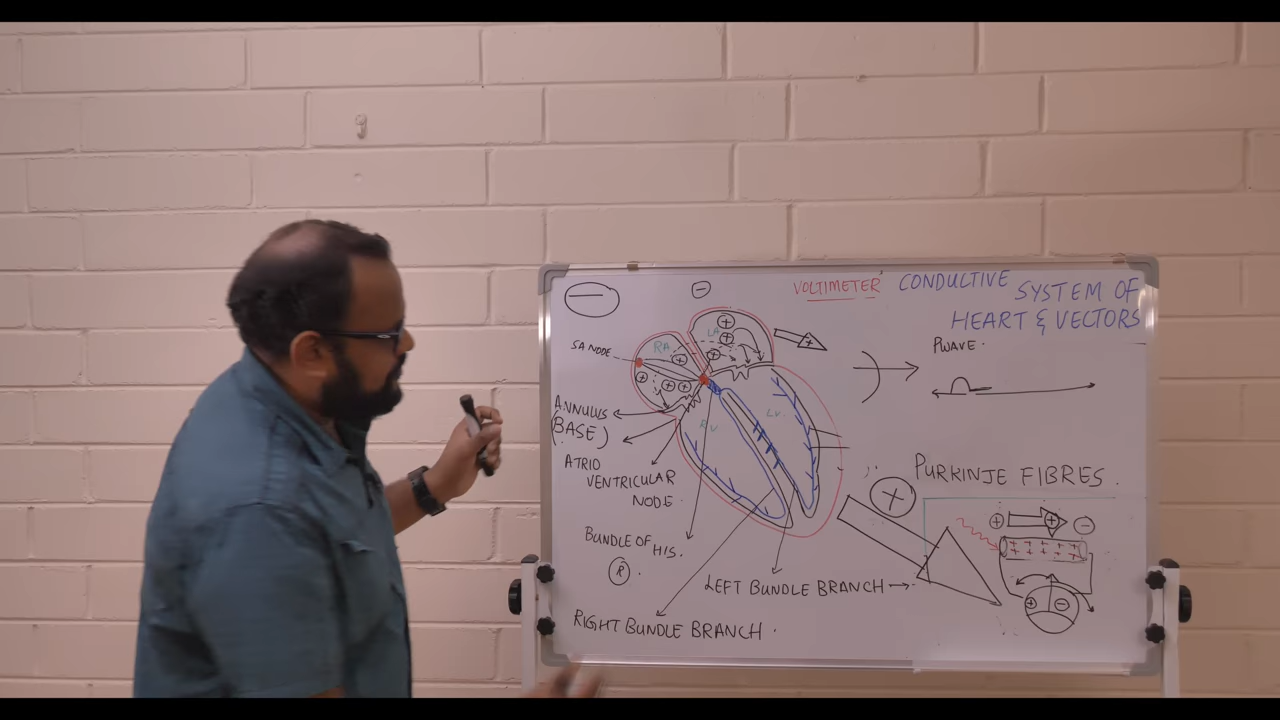 VOLTIMETER
CONDUCTIVE
SYSTEM OF
HEART & VECTORS
P WAVE.
SA NODE
RA
LA
ANNULUS
(BASE)
RV
LV
ATRIO
VENTRICULAR
NODE.
BUNDLE OF HIS.
R
PURKINJE FIBRES.
LEFT BUNDLE BRANCH
RIGHT BUNDLE BRANCH.